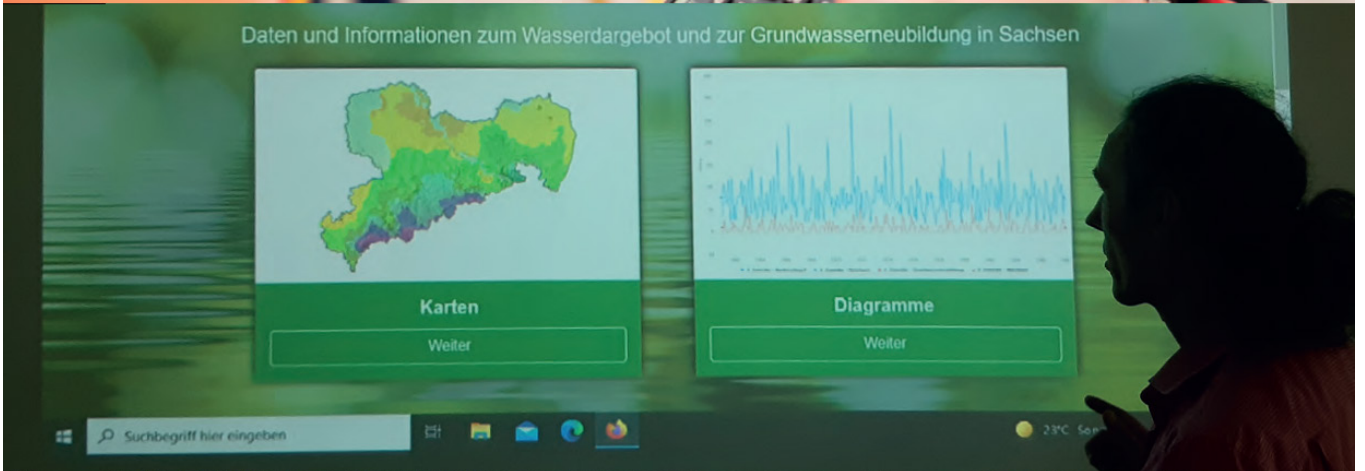 Daten und Informationen zum Wasserdargebot und zur Grundwasserneubildung in Sachsen
Karten
Weiter
Diagramme
Weiter
Suchbegriff hier eingeben
23°C